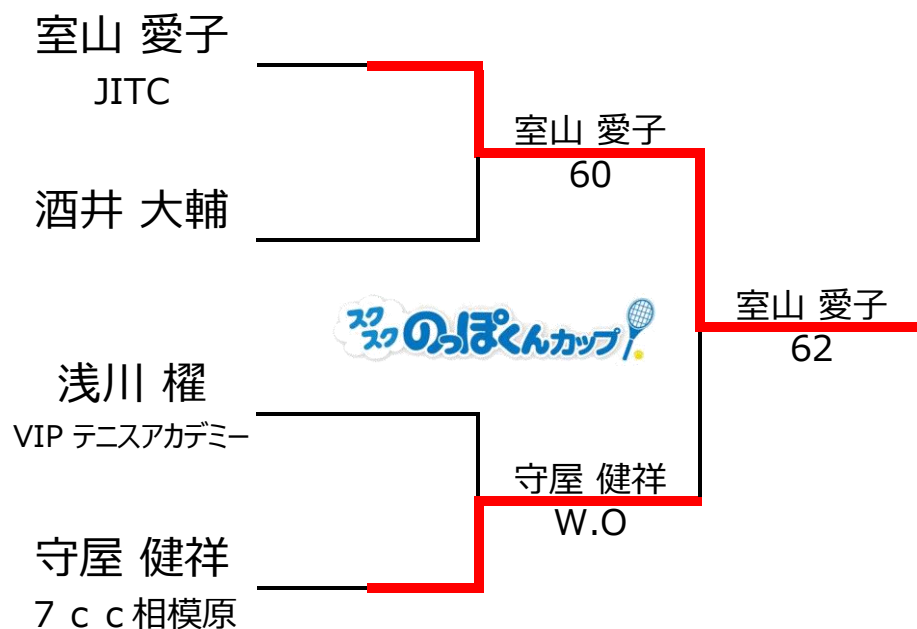 室山 愛子
JITC
室山 愛子
60
酒井 大輔
スクスクのっぽくんカップ
室山 愛子
62
浅川 櫂
VIP テニスアカデミー
守屋 健祥
W.O
守屋 健祥
７ｃｃ相模原